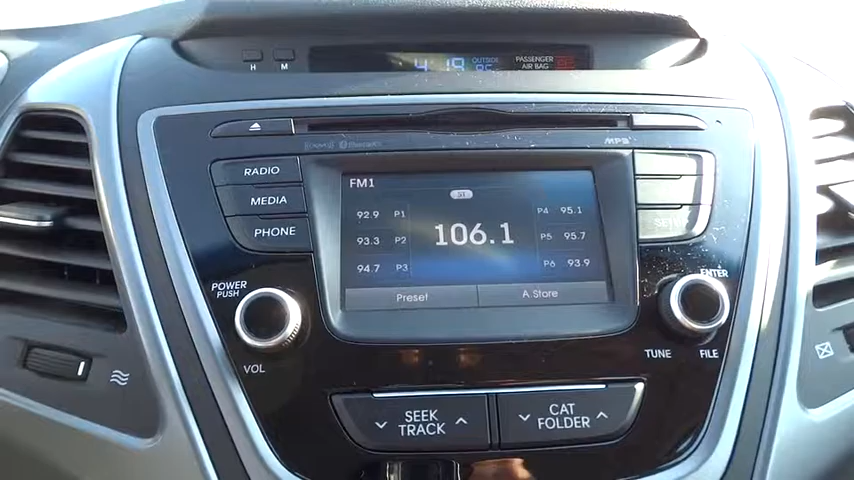 H M 4:19 OUTSIDE PASSENGER
AIR BAG
MP3
RADIO
MEDIA
PHONE
FM1
ST
92.9 P1
93.3 P2
94.7 P3
106.1
P4 95.1
P5 95.7
P6 93.9
Preset A.Store
POWER
PUSH
VOL
ENTER
TUNE FILE
SEEK
TRACK
CAT
FOLDER